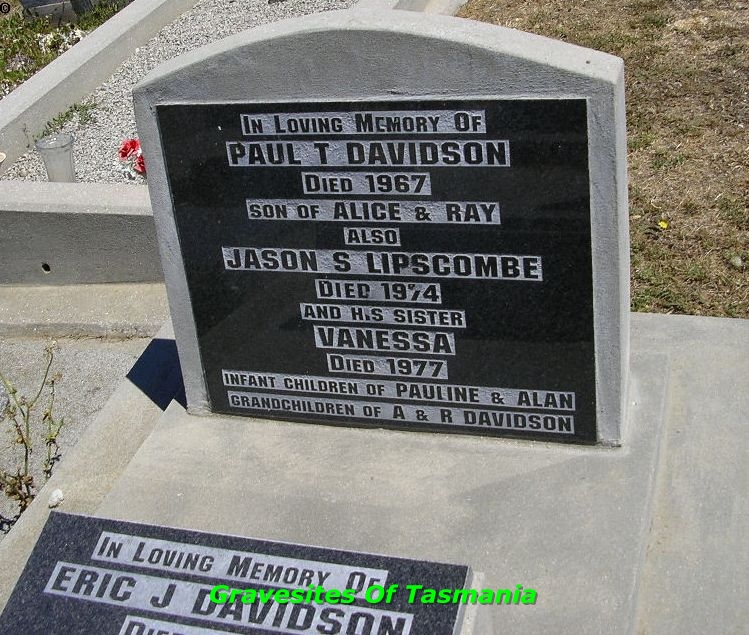 IN LOVING MEMORY OF
PAUL T DAVIDSON
DIED 1967
SON OF ALICE & RAY
ALSO
JASON S LIPSCOMBE
DIED 1974
AND HIS SISTER
VANESSA
DIED 1977
INFANT CHILDREN OF PAULINE & ALAN
GRANDCHILDREN OF A & R DAVIDSON
IN LOVING MEMORY OF
ERIC J DAVIDSON
DIED
Gravesites Of Tasmania